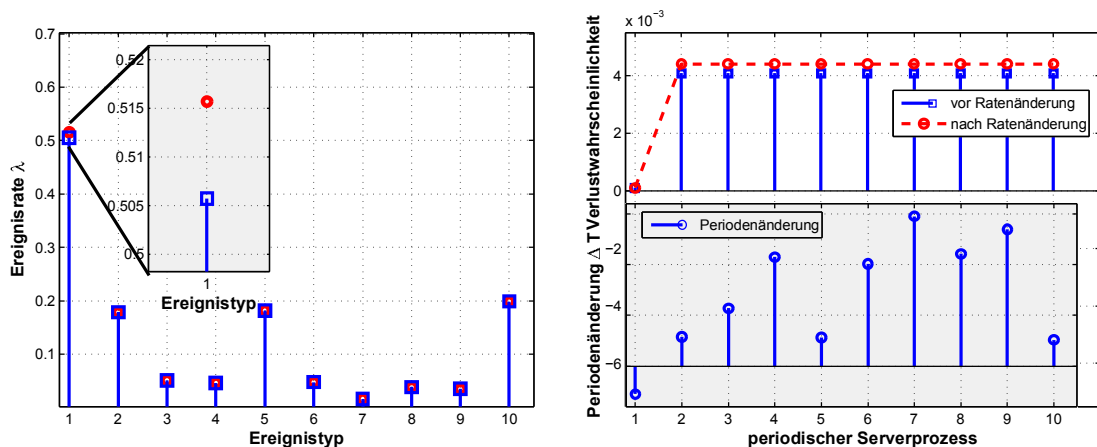 0.7
0.6
0.5
0.4
0.3
0.2
0.1
Ereignisrate λ
0.52
0.515
0.51
0.505
0.5
1
Ereignistyp
1 2 3 4 5 6 7 8 9 10
Ereignistyp
x 10⁻³
4
2
0
−2
−4
−6
Periodenänderung Δ T Verlustwahrscheinlichkeit
vor Ratenänderung
nach Ratenänderung
Periodenänderung
1 2 3 4 5 6 7 8 9 10
periodischer Serverprozess